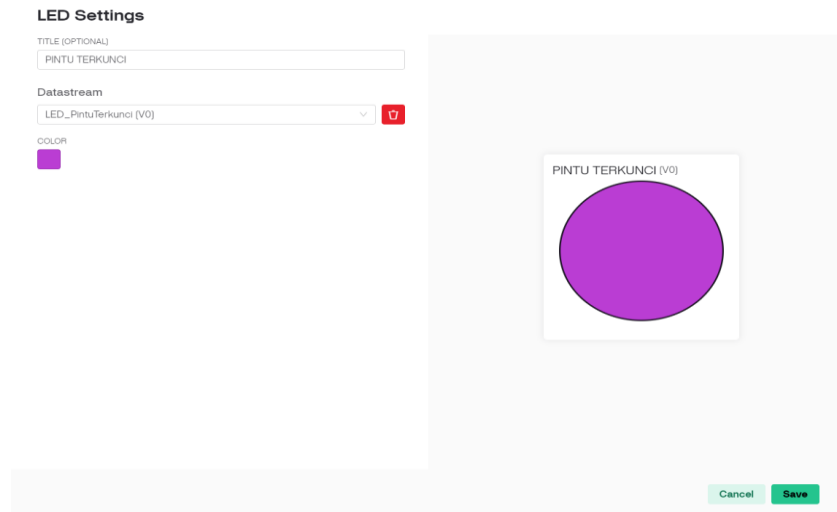 LED Settings
TITLE (OPTIONAL)
PINTU TERKUNCI
Datastream
LED_PintuTerkunci (V0)
COLOR
PINTU TERKUNCI (V0)
Cancel
Save